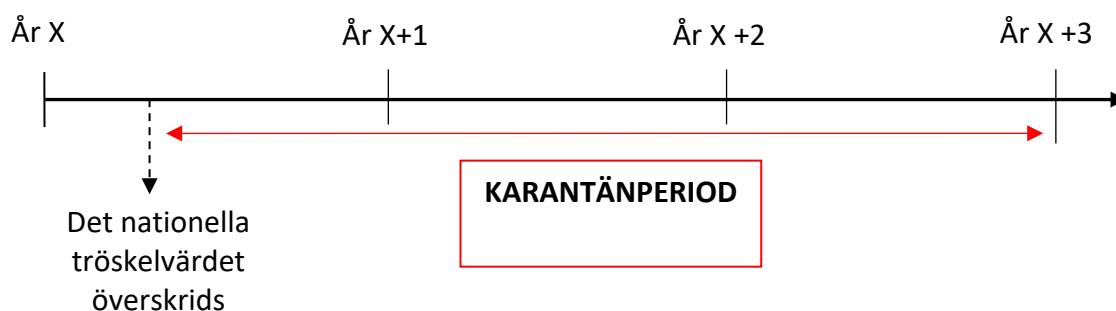 År X
År X+1
År X +2
År X +3
KARANTÄNPERIOD
Det nationella
tröskelvärdet
överskrids